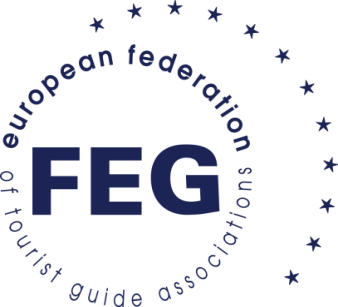 european federation
FEG
of tourist guide associations